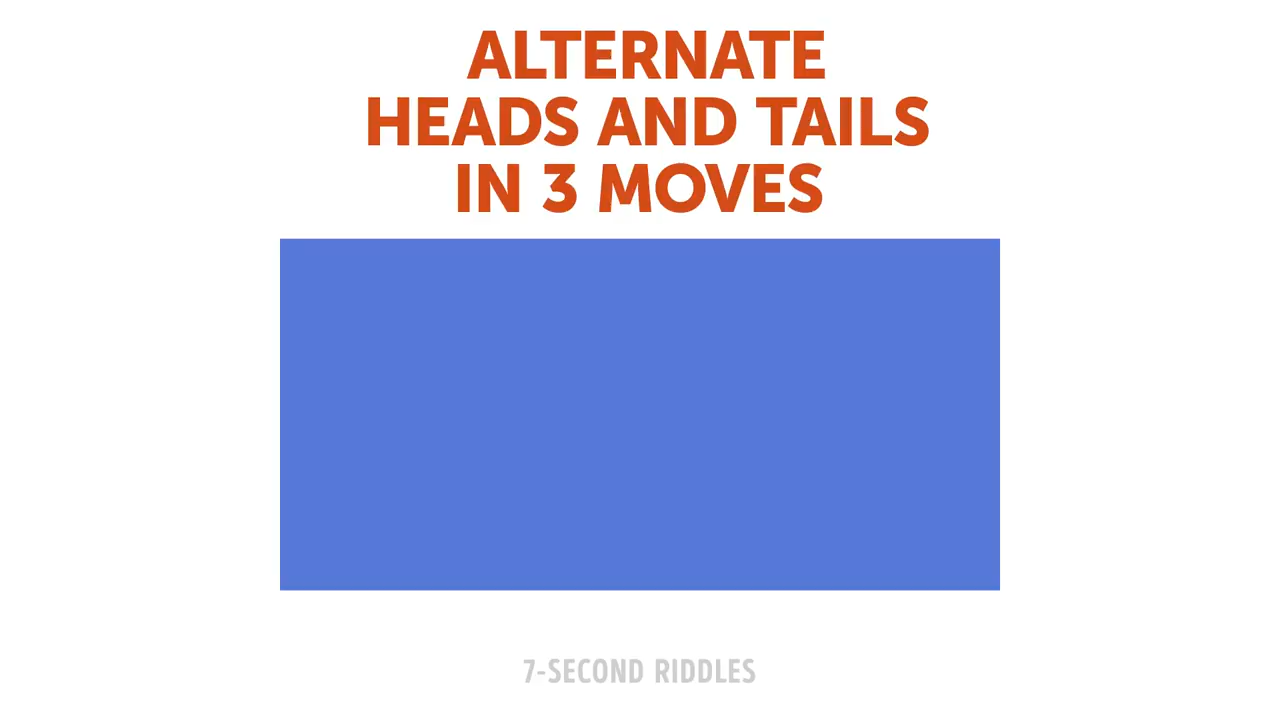 ALTERNATE
HEADS AND TAILS
IN 3 MOVES
7-SECOND RIDDLES